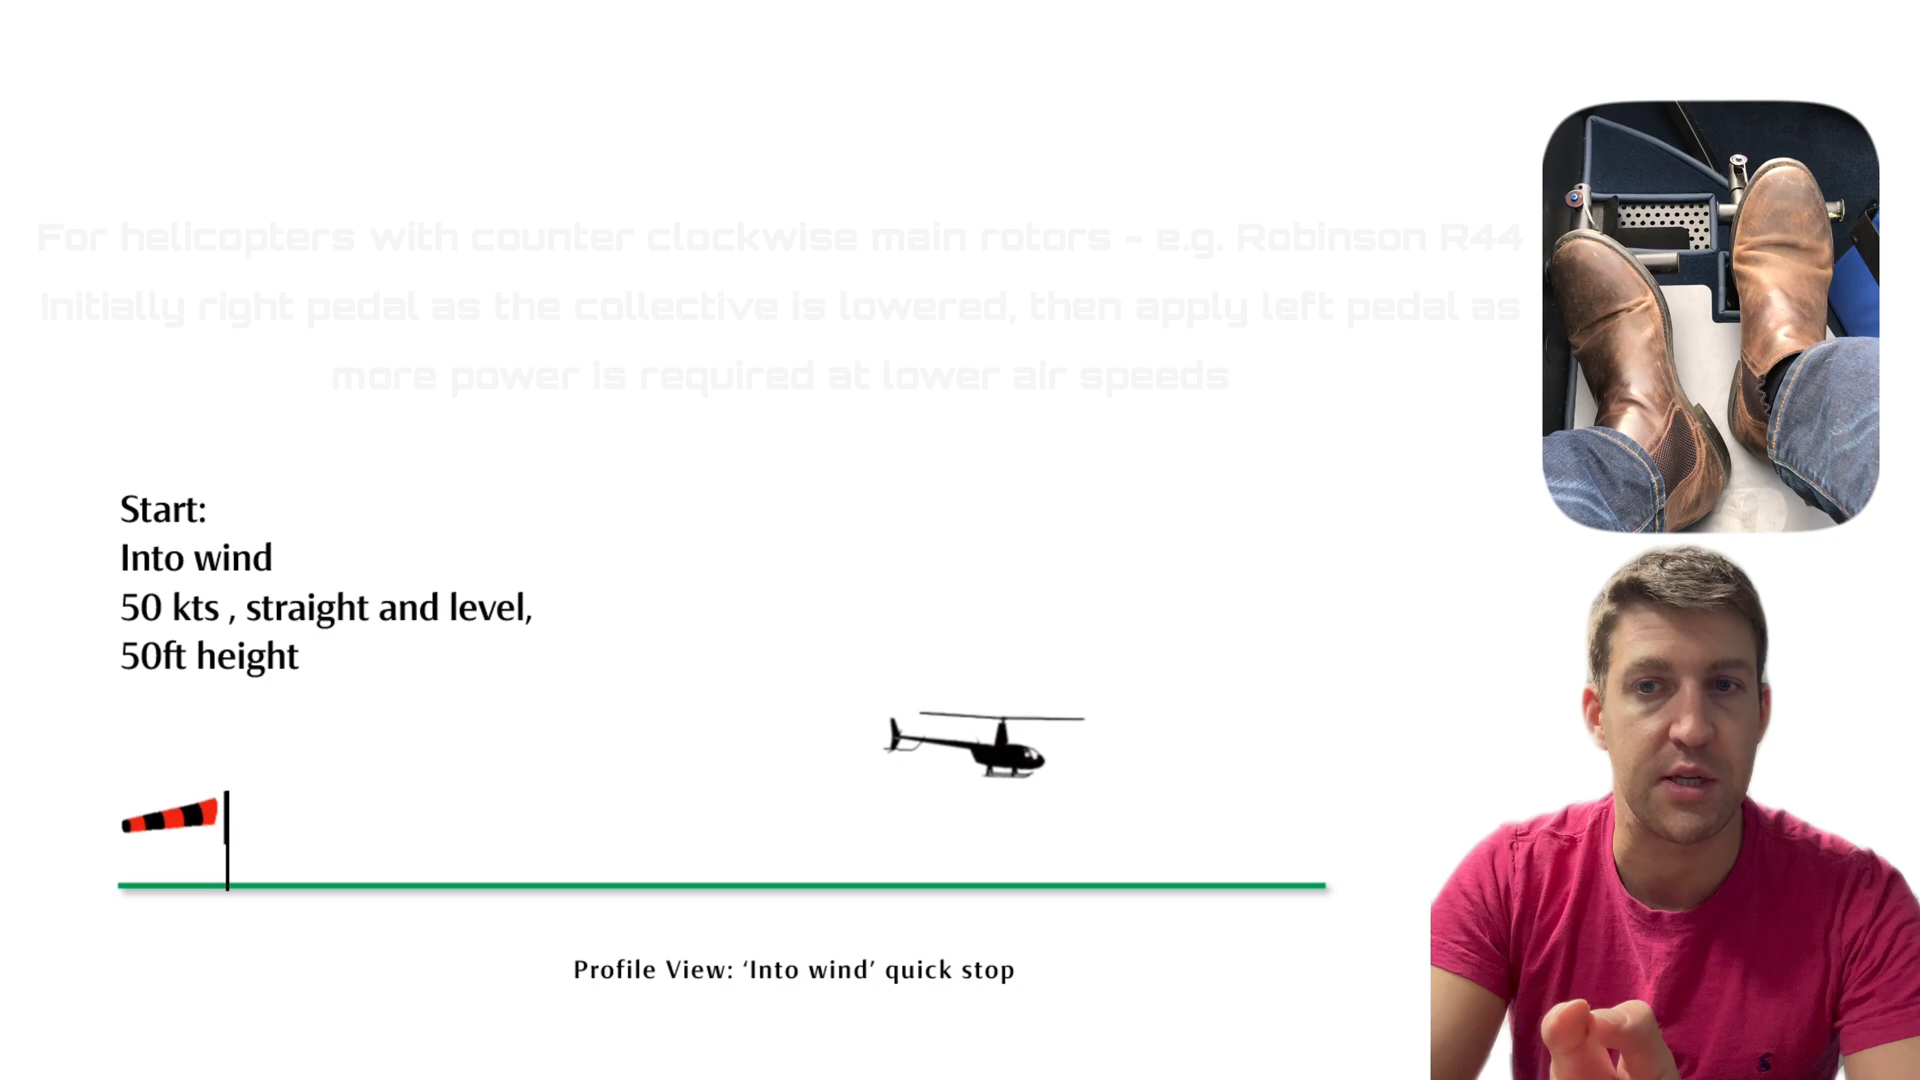 For helicopters with counter clockwise main rotors - e.g. Robinson R44
Initially right pedal as the collective is lowered, then apply left pedal as
more power is required at lower air speeds
Start:
Into wind
50 kts , straight and level,
50ft height
Profile View: ‘Into wind’ quick stop